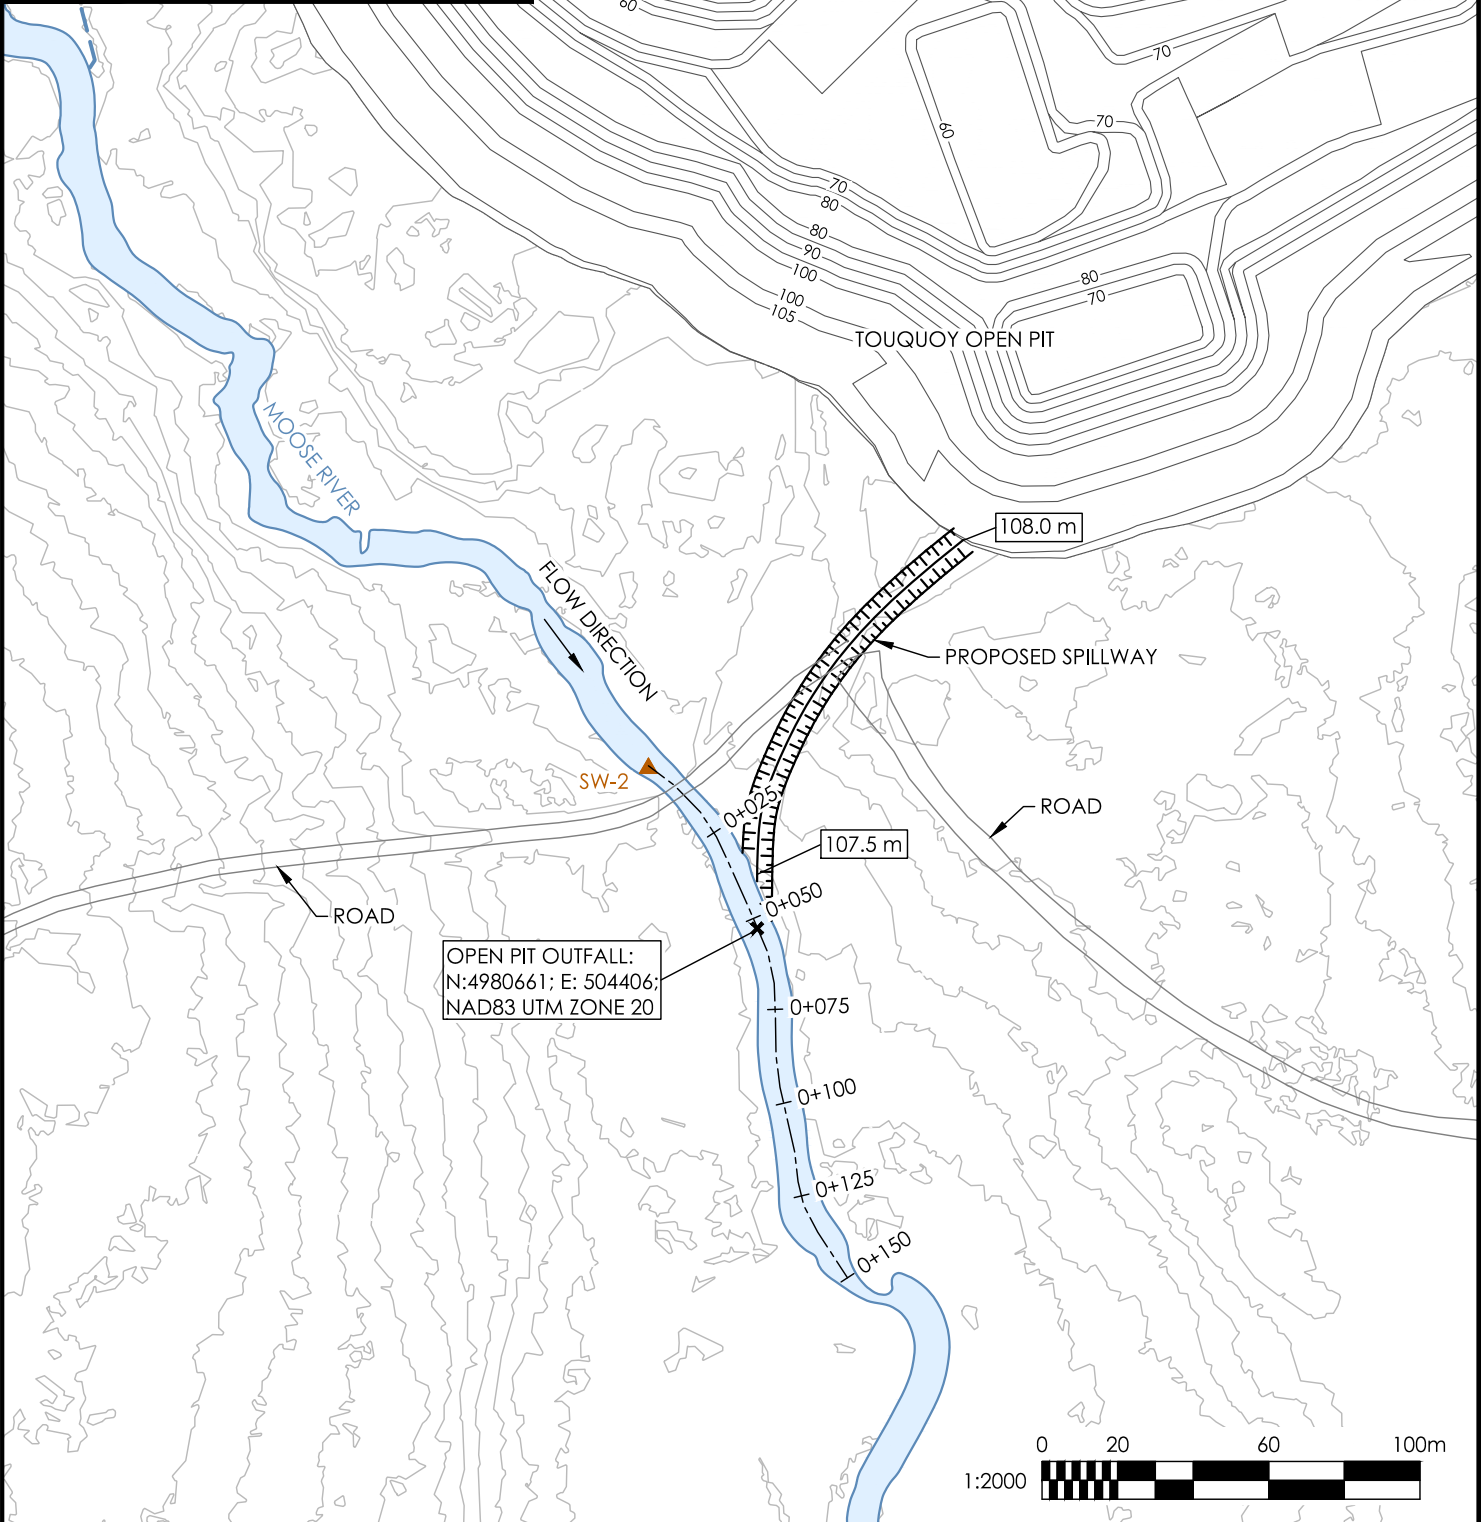 60
70
70
60
70
80
80
90
100
100
105
80
70
TOUQUOY OPEN PIT
MOOSE RIVER
108.0 m
FLOW DIRECTION
PROPOSED SPILLWAY
SW-2
0+025
ROAD
107.5 m
0+050
ROAD
OPEN PIT OUTFALL:
N:4980661; E: 504406;
NAD83 UTM ZONE 20
0+075
0+100
0+125
0+150
0 20 60 100m
1:2000